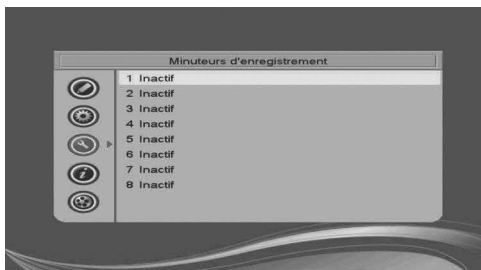 Minuteurs d'enregistrement
1 Inactif
2 Inactif
3 Inactif
4 Inactif
5 Inactif
6 Inactif
7 Inactif
8 Inactif